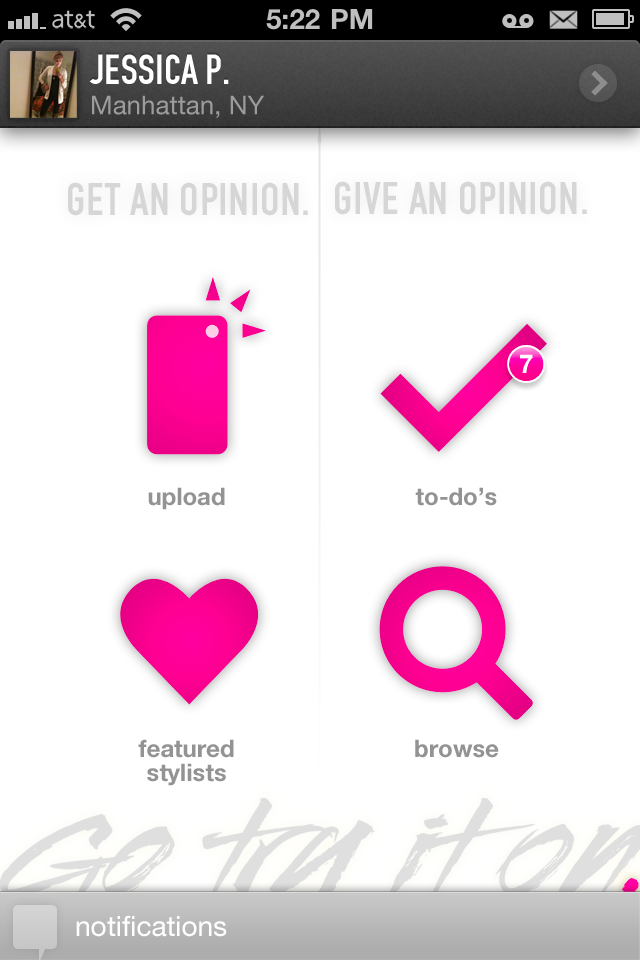 at&t 5:22 PM
JESSICA P.
Manhattan, NY
GET AN OPINION. GIVE AN OPINION.
7
upload to-do's
featured stylists browse
Go try it on.
notifications